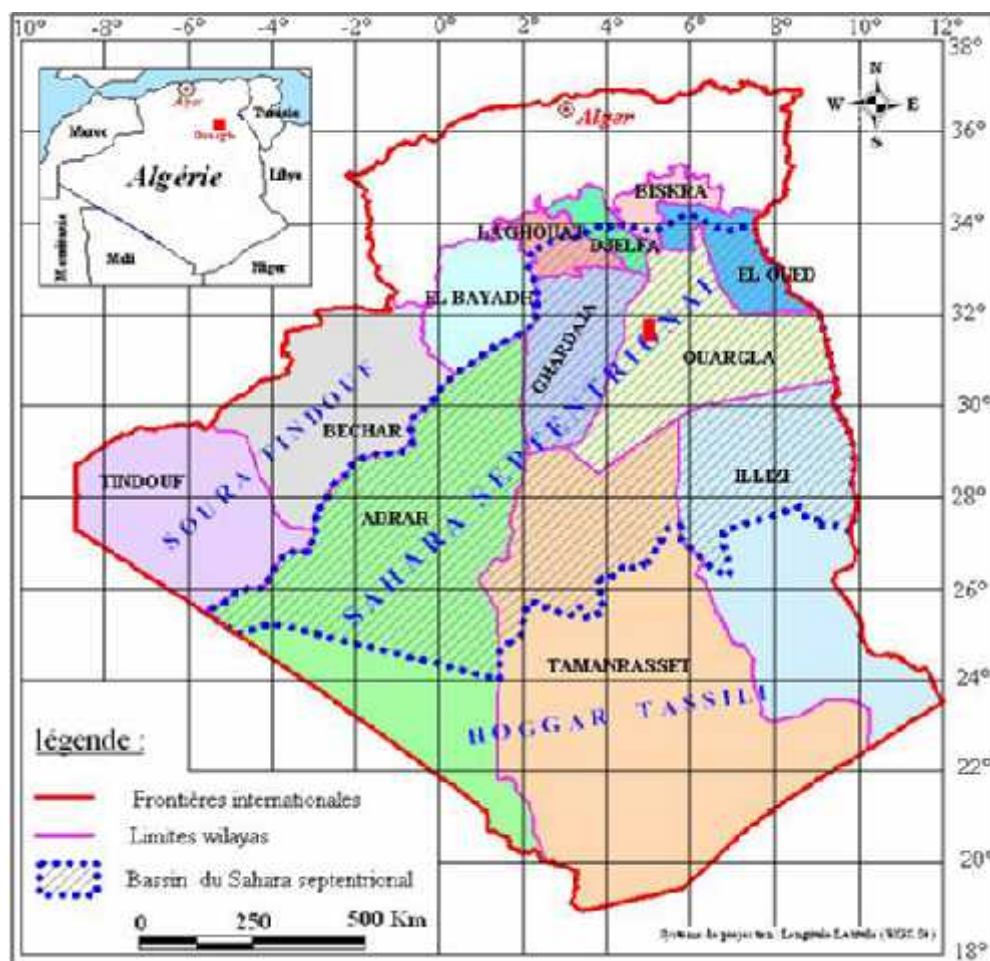 10° -8° -6° -4° -2° 0° 2° 4° 6° 8° 10° 12°
38°
36°
34°
32°
30°
28°
26°
24°
22°
20°
18°
N
W E
S
Alger
Maroc
Tunisie
Algérie
Libye
Mali
Niger
Alger
BISKRA
LAGHOUAT
DJELFA
EL OUED
EL BAYADH
GHARDAIA
OUARGLA
BECHAR
TINDOUF
ADRAR
ILLIZI
TAMANRASSET
SOURA TINDOUF
SAHARA SEPTENTRIONAL
HOGGAR TASSILI
légende :
Frontières internationales
Limites wilayas
Bassin du Sahara septentrional
0 250 500 Km